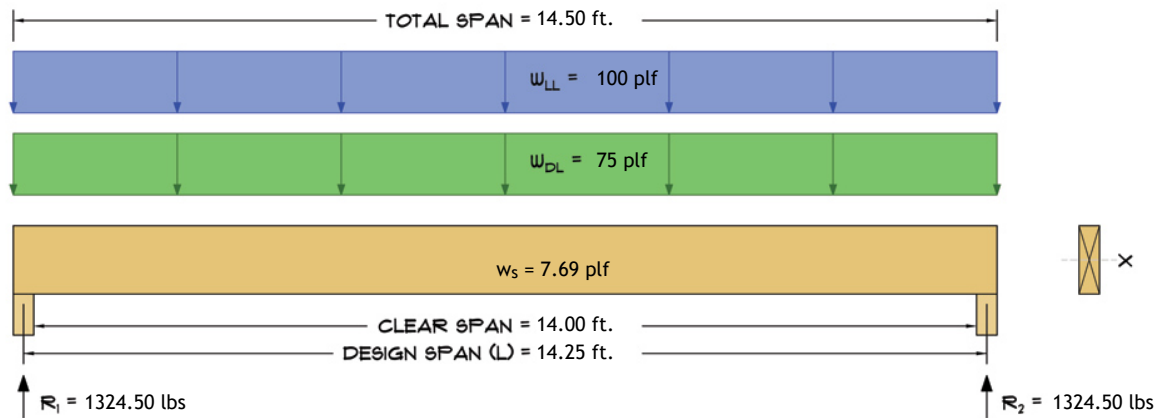 TOTAL SPAN = 14.50 ft.
WLL = 100 plf
WDL = 75 plf
ws = 7.69 plf
X
CLEAR SPAN = 14.00 ft.
DESIGN SPAN (L) = 14.25 ft.
R1 = 1324.50 lbs
R2 = 1324.50 lbs